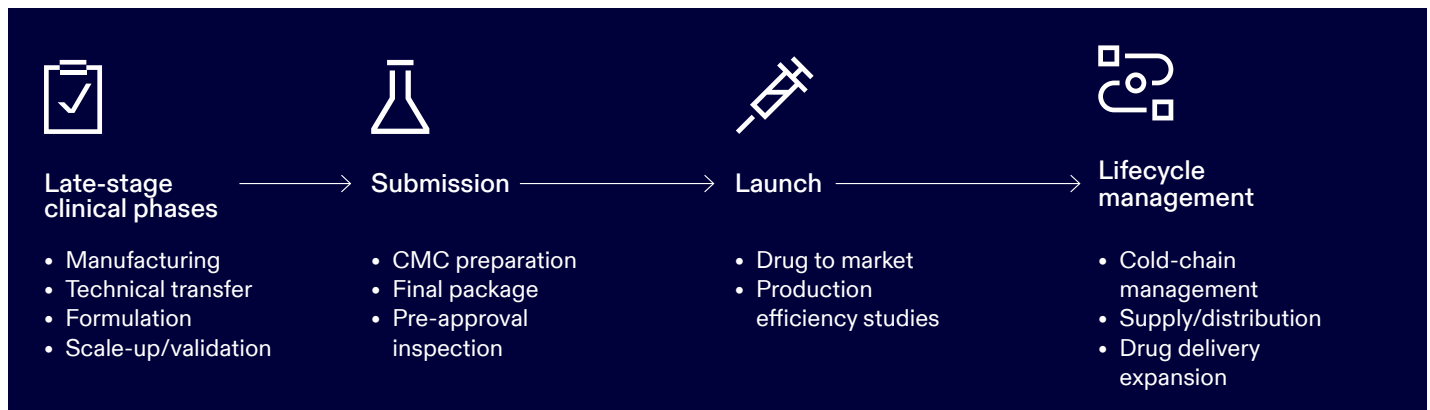 Late-stage
clinical phases
• Manufacturing
• Technical transfer
• Formulation
• Scale-up/validation
Submission
• CMC preparation
• Final package
• Pre-approval
inspection
Launch
• Drug to market
• Production
efficiency studies
Lifecycle
management
• Cold-chain
management
• Supply/distribution
• Drug delivery
expansion